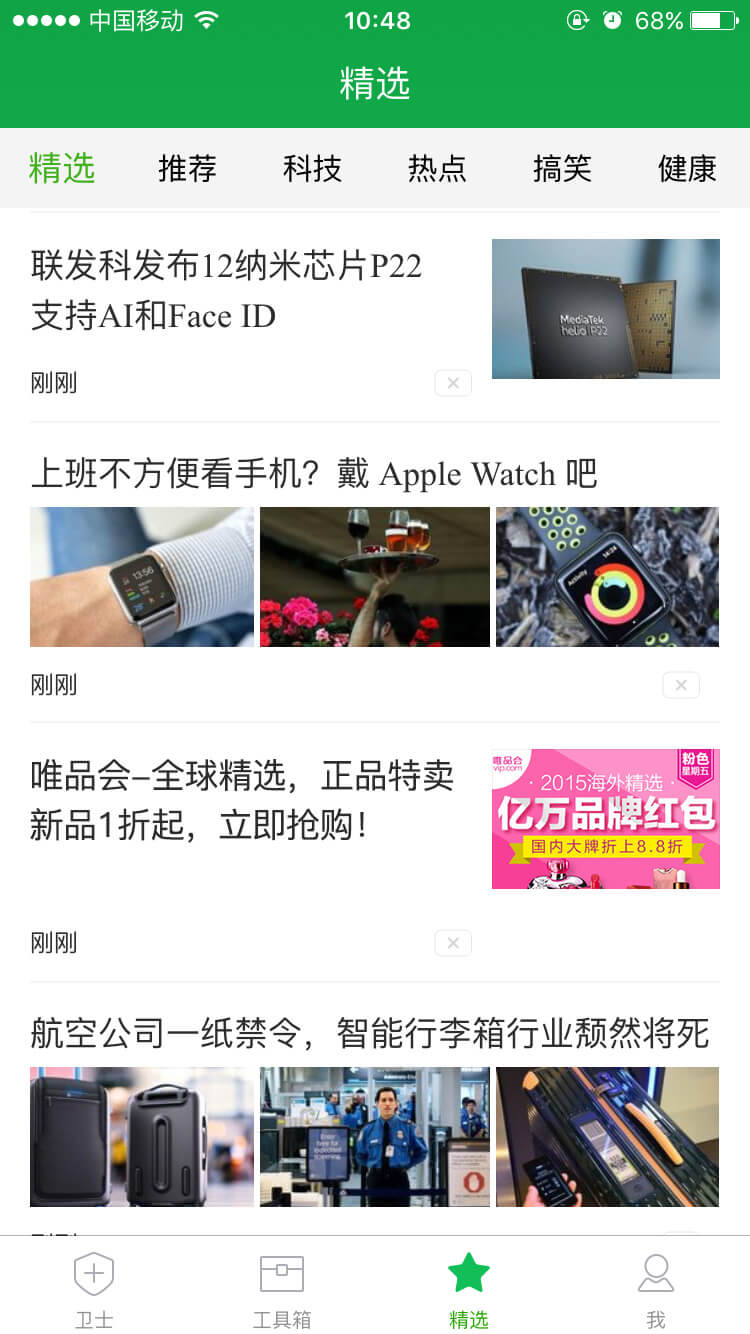 中国移动 10:48 68%
精选
精选 推荐 科技 热点 搞笑 健康
联发科发布12纳米芯片P22
支持AI和Face ID
MediaTek
helio P22
刚刚
上班不方便看手机？戴 Apple Watch 吧
13:56
Activity 14:24
刚刚
唯品会-全球精选，正品特卖
新品1折起，立即抢购！
唯品会
vip.com
粉色
星期五
·2015海外精选·
亿万品牌红包
国内大牌折上8.8折
刚刚
航空公司一纸禁令，智能行李箱行业颓然将死
卫士 工具箱 精选 我